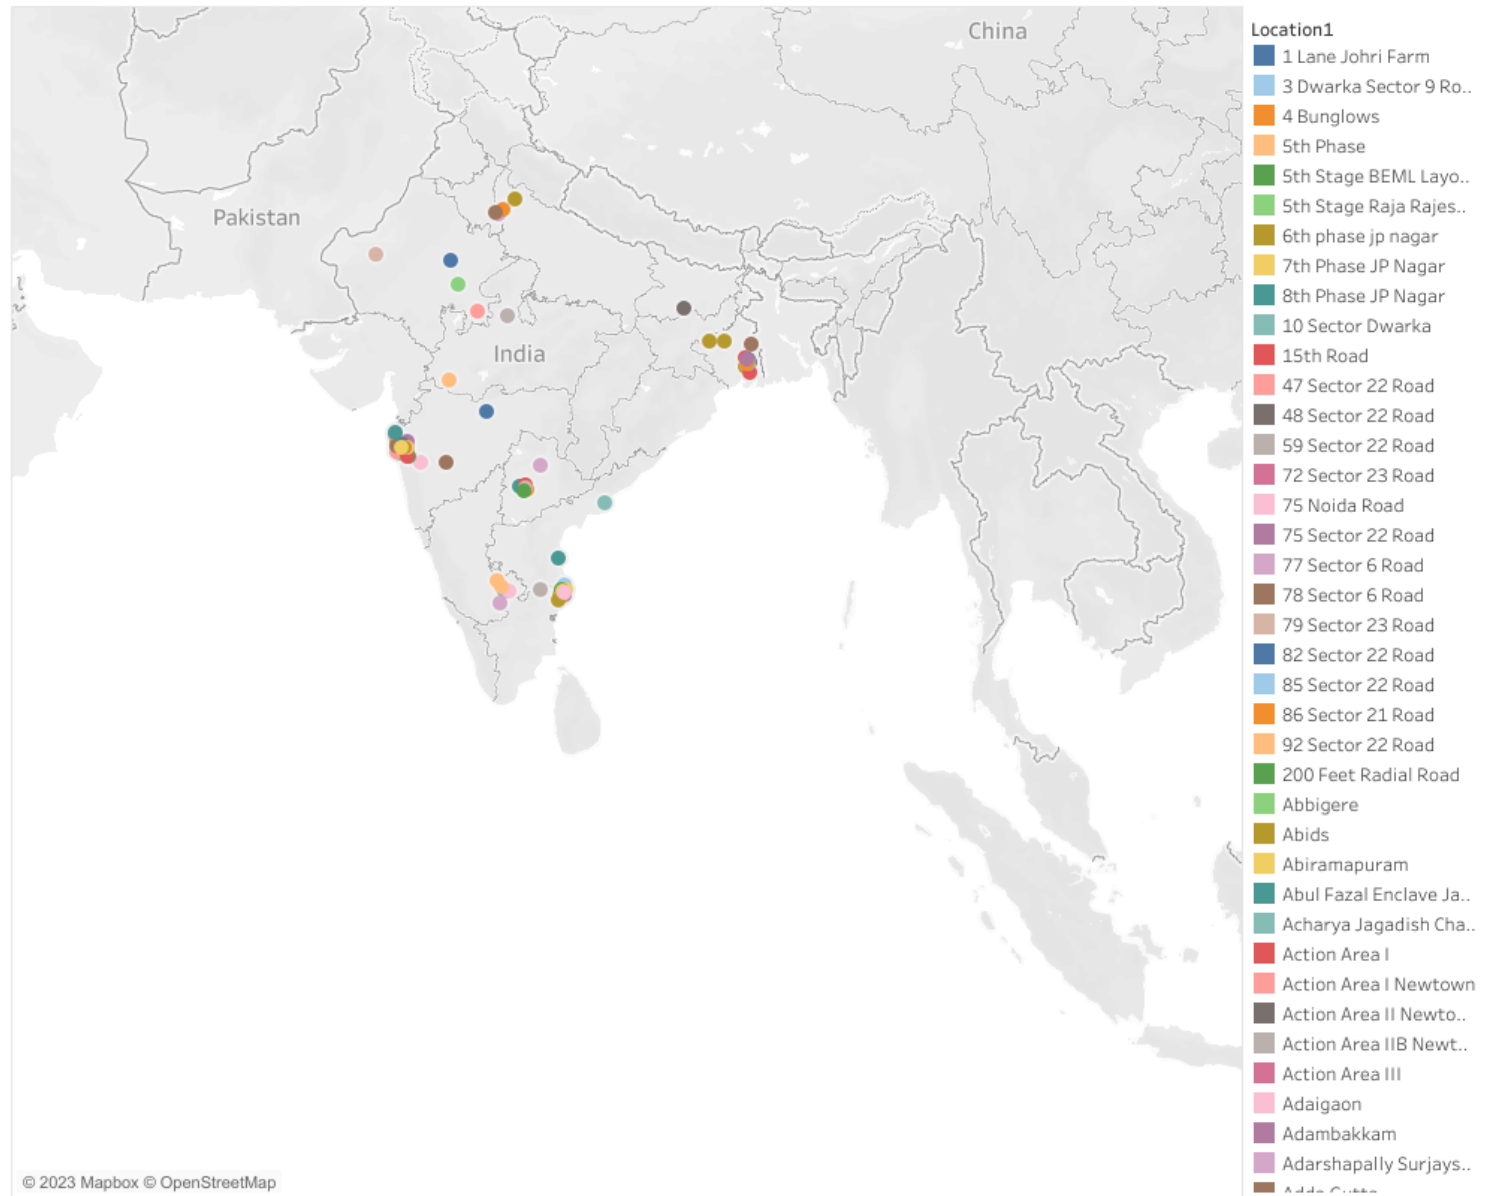 China
Pakistan
India
© 2023 Mapbox © OpenStreetMap
Location1
1 Lane Johri Farm
3 Dwarka Sector 9 Ro..
4 Bunglows
5th Phase
5th Stage BEML Layo..
5th Stage Raja Rajes..
6th phase jp nagar
7th Phase JP Nagar
8th Phase JP Nagar
10 Sector Dwarka
15th Road
47 Sector 22 Road
48 Sector 22 Road
59 Sector 22 Road
72 Sector 23 Road
75 Noida Road
75 Sector 22 Road
77 Sector 6 Road
78 Sector 6 Road
79 Sector 23 Road
82 Sector 22 Road
85 Sector 22 Road
86 Sector 21 Road
92 Sector 22 Road
200 Feet Radial Road
Abbigere
Abids
Abiramapuram
Abul Fazal Enclave Ja..
Acharya Jagadish Cha..
Action Area I
Action Area I Newtown
Action Area II Newto..
Action Area IIB Newt..
Action Area III
Adaigaon
Adambakkam
Adarshapally Surjays..